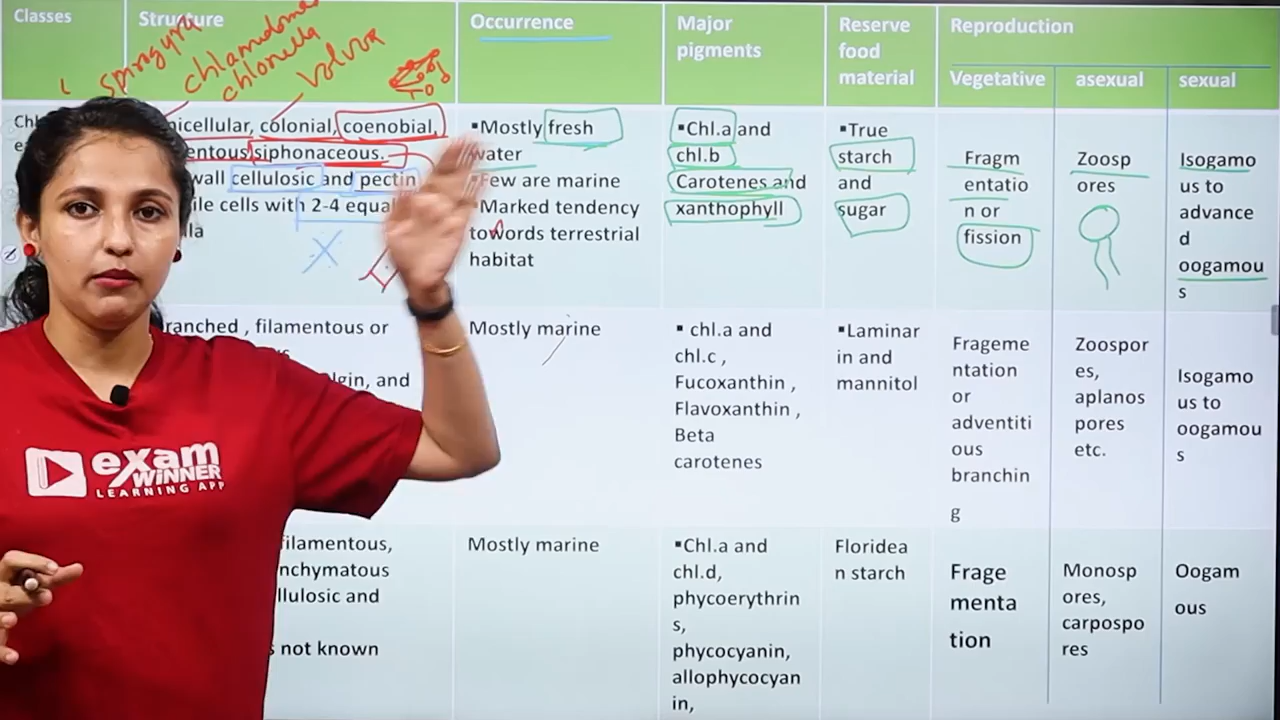 Classes
Structure
Occurrence
Major
pigments
Reserve
food
material
Reproduction
Vegetative
asexual
sexual
spirogyra
chlorella
volvox
nicellular, colonial, coenobial,
entous siphonaceous.
wall cellulosic and pectin
ile cells with 2-4 equal
▪Mostly fresh
water
Few are marine
Marked tendency
towords terrestrial
habitat
▪Chl.a and
chl.b
Carotenes and
xanthophyll
▪True
starch
and
sugar
Fragm
entatio
n or
fission
Zoosp
ores
Isogamo
us to
advance
d
oogamou
s
ranched , filamentous or
lgin, and
Mostly marine
▪ chl.a and
chl.c ,
Fucoxanthin ,
Flavoxanthin ,
Beta
carotenes
▪Laminar
in and
mannitol
Frageme
ntation
or
adventiti
ous
branchin
g
Zoospor
es,
aplanos
pores
etc.
Isogamo
us to
oogamou
s
filamentous,
nchymatous
llulosic and
not known
Mostly marine
▪Chl.a and
chl.d,
phycoerythrin
s,
phycocyanin,
allophycocyan
in,
Floridea
n starch
Frage
menta
tion
Monosp
ores,
carpospo
res
Oogam
ous
exam
WINNER
LEARNING APP